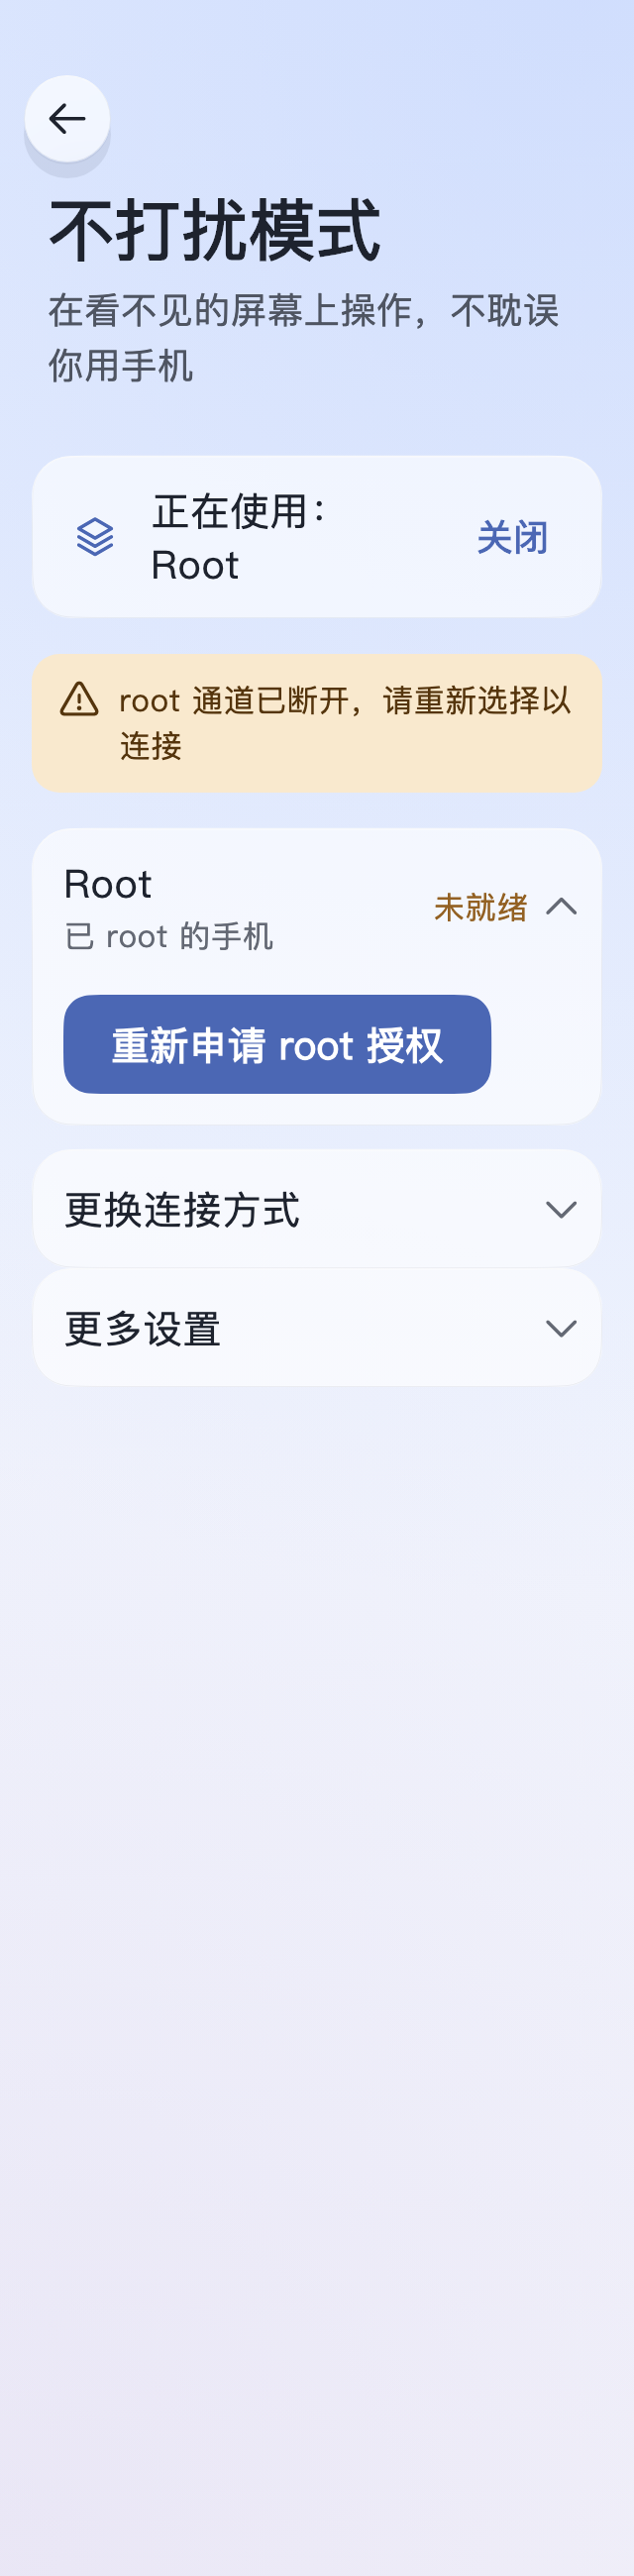 不打扰模式
在看不见的屏幕上操作，不耽误
你用手机
正在使用：
Root
关闭
root 通道已断开，请重新选择以
连接
Root
已 root 的手机
未就绪
重新申请 root 授权
更换连接方式
更多设置